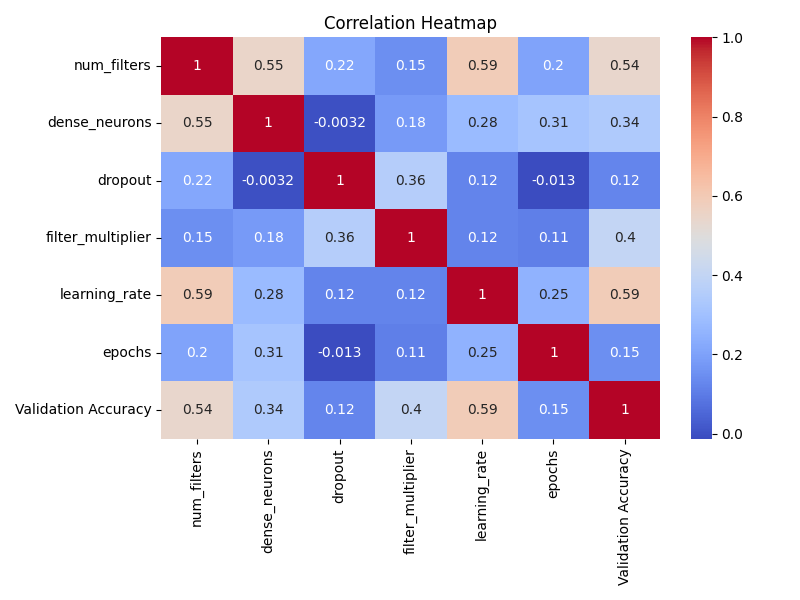 Correlation Heatmap
num_filters 1 0.55 0.22 0.15 0.59 0.2 0.54
dense_neurons 0.55 1 -0.0032 0.18 0.28 0.31 0.34
dropout 0.22 -0.0032 1 0.36 0.12 -0.013 0.12
filter_multiplier 0.15 0.18 0.36 1 0.12 0.11 0.4
learning_rate 0.59 0.28 0.12 0.12 1 0.25 0.59
epochs 0.2 0.31 -0.013 0.11 0.25 1 0.15
Validation Accuracy 0.54 0.34 0.12 0.4 0.59 0.15 1
num_filters
dense_neurons
dropout
filter_multiplier
learning_rate
epochs
Validation Accuracy
1.0
0.8
0.6
0.4
0.2
0.0